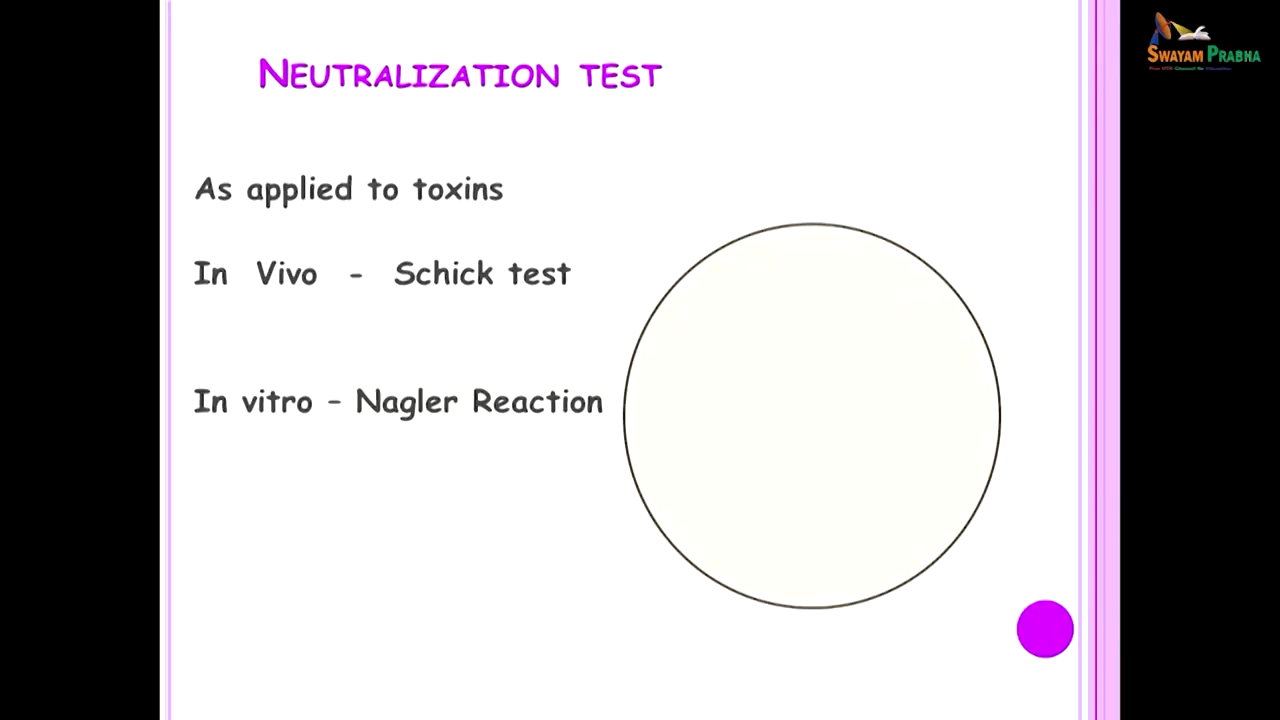 SWAYAM PRABHA
NEUTRALIZATION TEST
As applied to toxins
In Vivo - Schick test
In vitro – Nagler Reaction